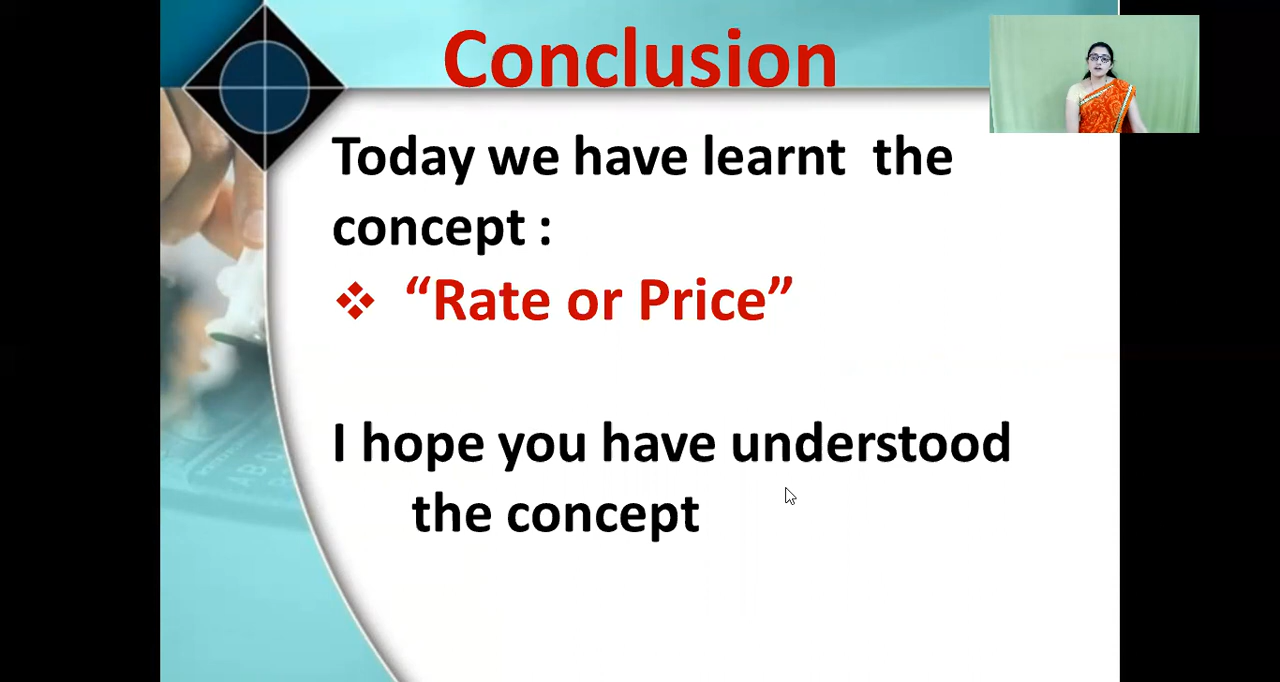 Conclusion
Today we have learnt the
concept :
❖ “Rate or Price”
I hope you have understood
the concept